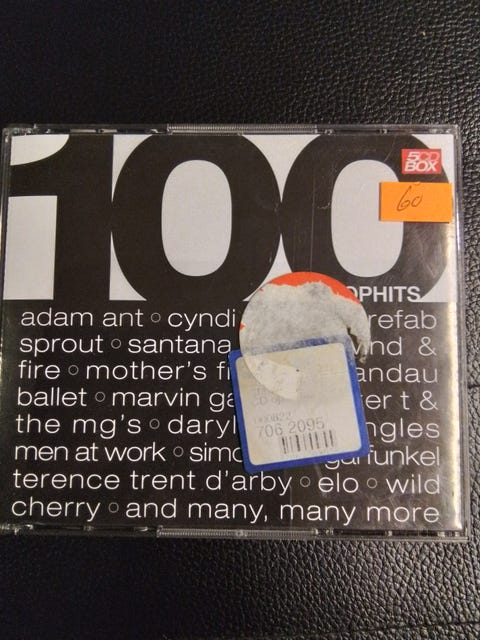 100
5CD
BOX
60
OPHITS
adam ant ° cyndi refab
sprout ° santana nd &
fire ° mother's fi andau
ballet ° marvin ga er t &
the mg's ° daryl ngles
men at work ° simo garfunkel
terence trent d'arby ° elo ° wild
cherry ° and many, many more
706 2095